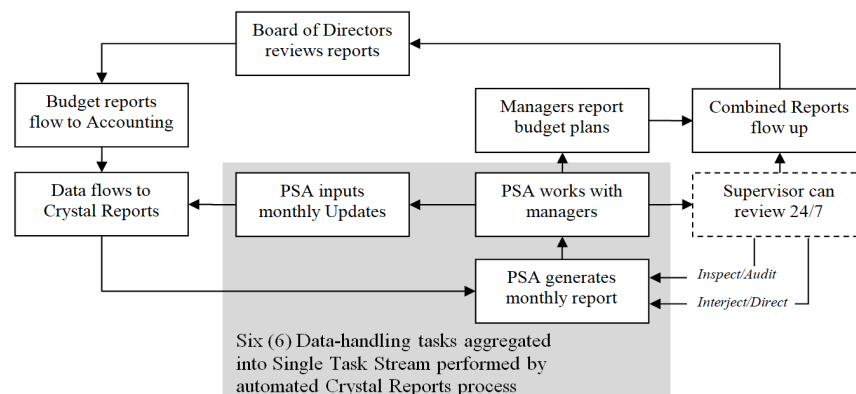 Board of Directors
reviews reports
Budget reports
flow to Accounting
Managers report
budget plans
Combined Reports
flow up
Data flows to
Crystal Reports
PSA inputs
monthly Updates
PSA works with
managers
Supervisor can
review 24/7
PSA generates
monthly report
Inspect/Audit
Interject/Direct
Six (6) Data-handling tasks aggregated
into Single Task Stream performed by
automated Crystal Reports process